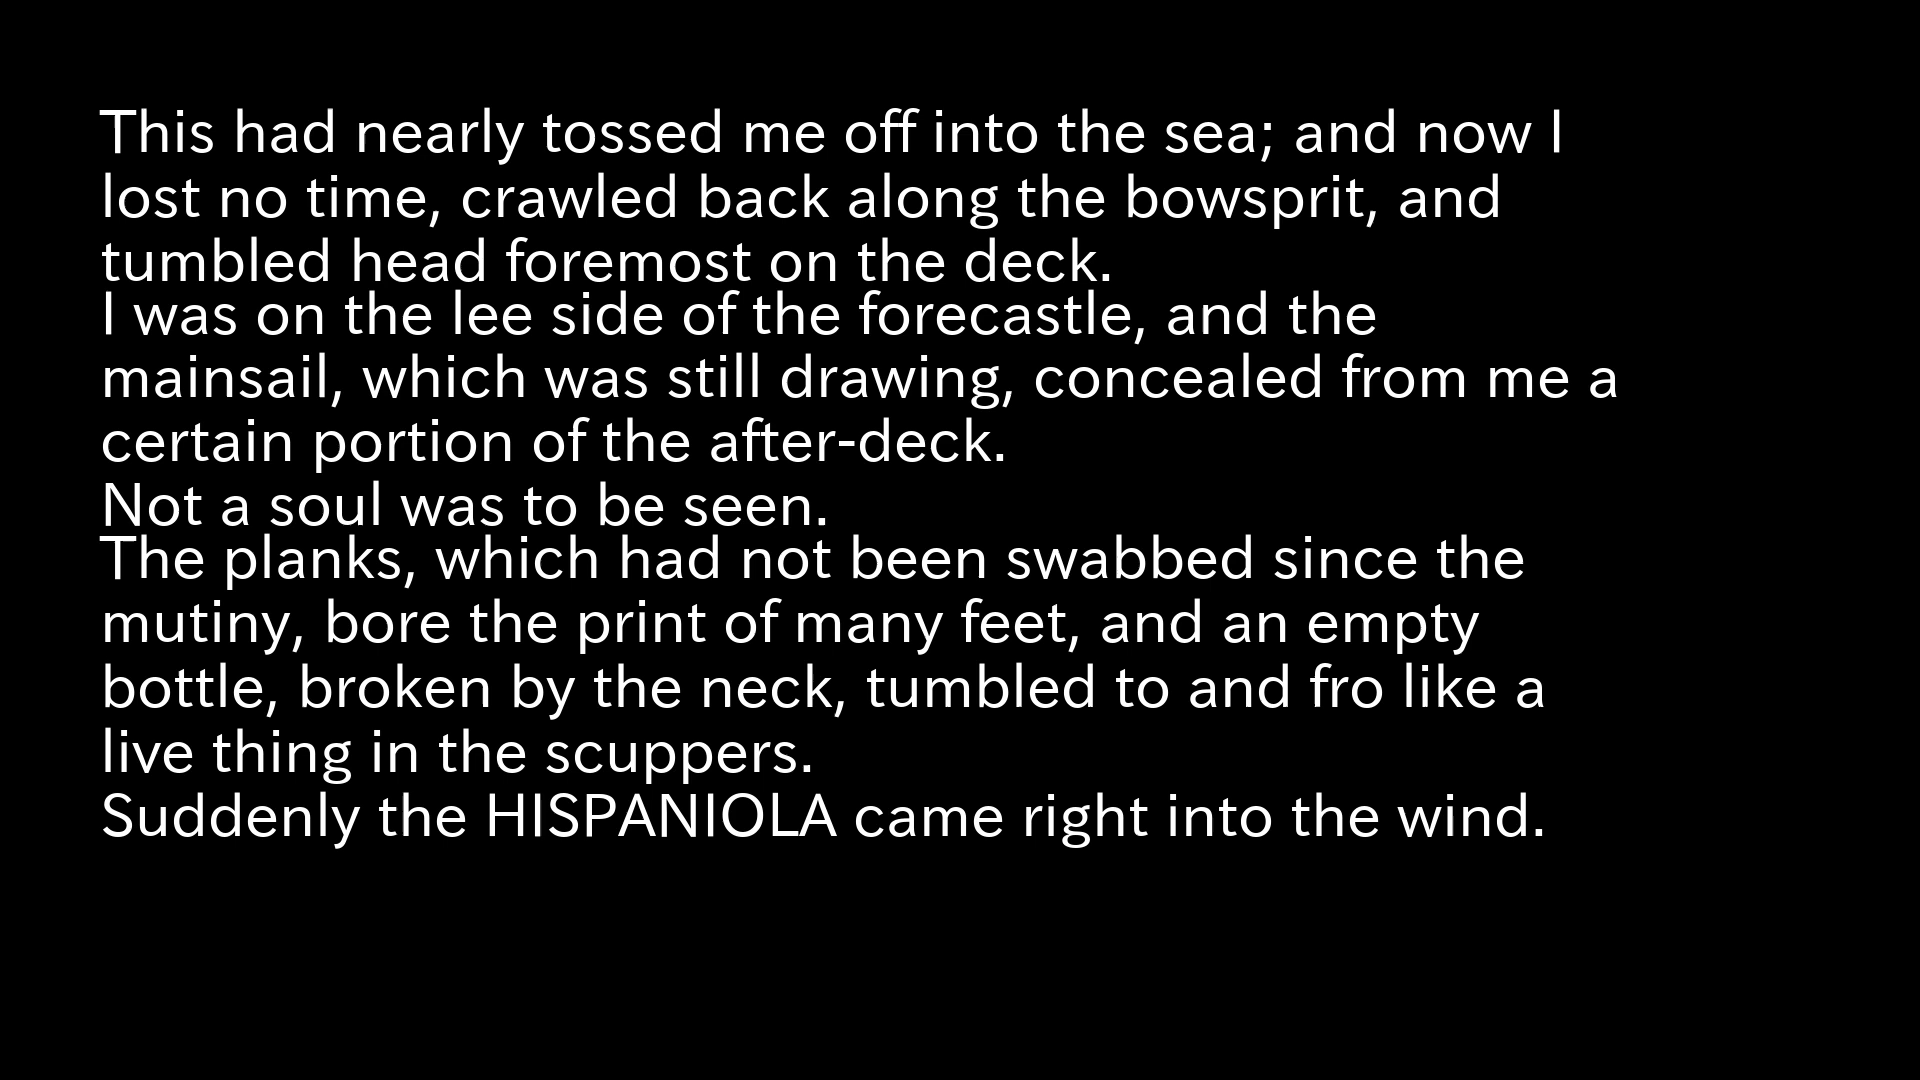 This had nearly tossed me off into the sea; and now I
lost no time, crawled back along the bowsprit, and
tumbled head foremost on the deck.
I was on the lee side of the forecastle, and the
mainsail, which was still drawing, concealed from me a
certain portion of the after-deck.
Not a soul was to be seen.
The planks, which had not been swabbed since the
mutiny, bore the print of many feet, and an empty
bottle, broken by the neck, tumbled to and fro like a
live thing in the scuppers.
Suddenly the HISPANIOLA came right into the wind.